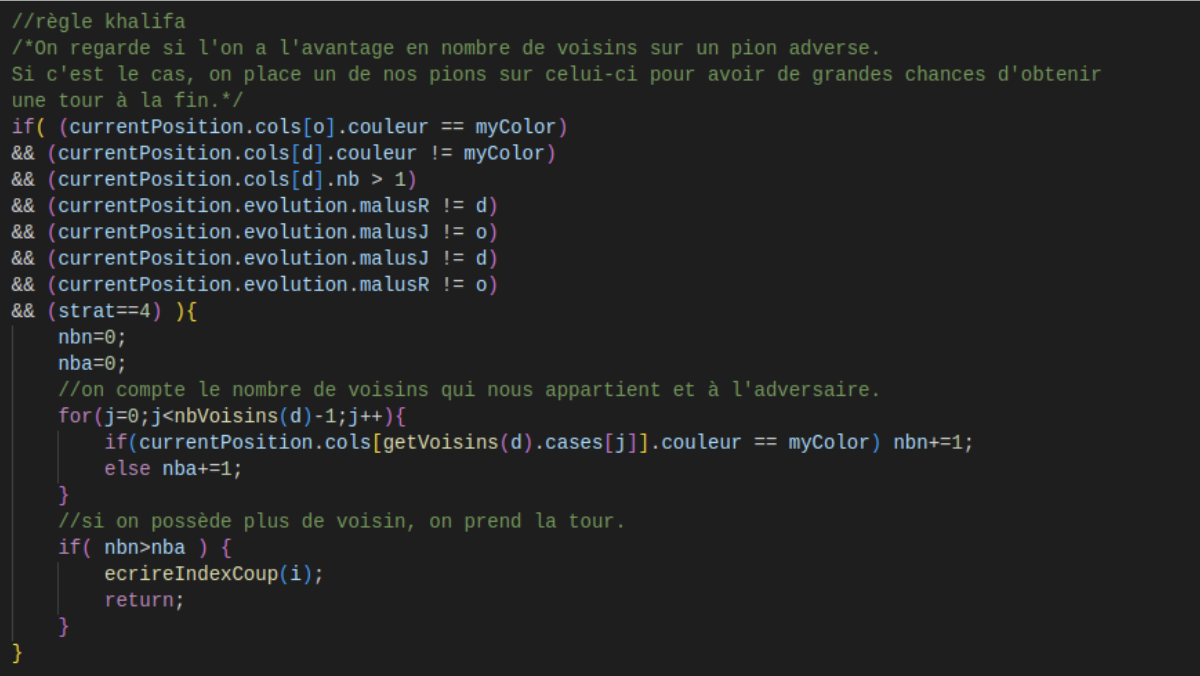 //règle khalifa
/*On regarde si l'on a l'avantage en nombre de voisins sur un pion adverse.
Si c'est le cas, on place un de nos pions sur celui-ci pour avoir de grandes chances d'obtenir
une tour à la fin.*/
if( (currentPosition.cols[o].couleur == myColor)
&& (currentPosition.cols[d].couleur != myColor)
&& (currentPosition.cols[d].nb > 1)
&& (currentPosition.evolution.malusR != d)
&& (currentPosition.evolution.malusJ != o)
&& (currentPosition.evolution.malusJ != d)
&& (currentPosition.evolution.malusR != o)
&& (strat==4) ){
    nbn=0;
    nba=0;
    //on compte le nombre de voisins qui nous appartient et à l'adversaire.
    for(j=0;j<nbVoisins(d)-1;j++){
        if(currentPosition.cols[getVoisins(d).cases[j]].couleur == myColor) nbn+=1;
        else nba+=1;
    }
    //si on possède plus de voisin, on prend la tour.
    if( nbn>nba ) {
        ecrireIndexCoup(i);
        return;
    }
}